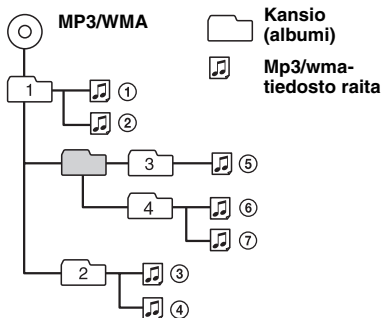 MP3/WMA
Kansio
(albumi)
Mp3/wma-
tiedosto raita
1
①
②
3
⑤
4
⑥
⑦
2
③
④